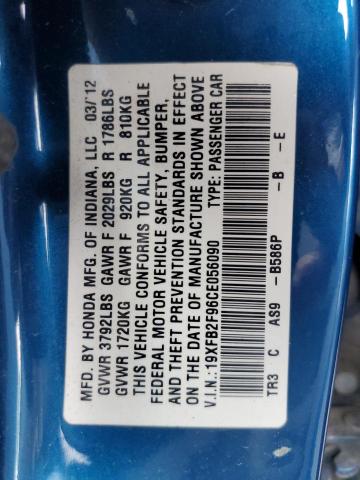 MFD. BY HONDA MFG. OF INDIANA, LLC 03/'12
GVWR 3792LBS GAWR F 2029LBS R 1786LBS
GVWR 1720KG GAWR F 920KG R 810KG
THIS VEHICLE CONFORMS TO ALL APPLICABLE
FEDERAL MOTOR VEHICLE SAFETY, BUMPER,
AND THEFT PREVENTION STANDARDS IN EFFECT
ON THE DATE OF MANUFACTURE SHOWN ABOVE
V.I.N.: 19XFB2F96CE056090 TYPE: PASSENGER CAR
TR3 C AS9 -B586P -B -E